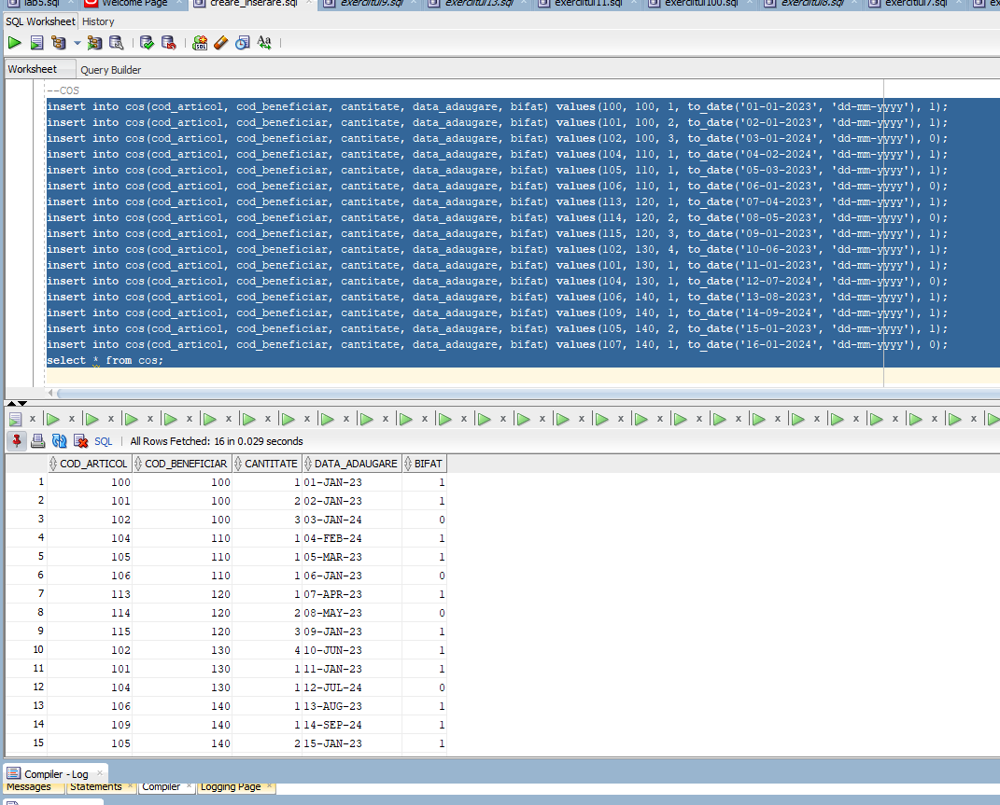 lab5.sql Welcome Page creare_inserare.sql exercitiul9.sql exercitiul13.sql exercitiul11.sql exercitiul100.sql exercitiul8.sql exercitiul7.sql
SQL Worksheet History
Worksheet Query Builder
--COS
insert into cos(cod_articol, cod_beneficiar, cantitate, data_adaugare, bifat) values(100, 100, 1, to_date('01-01-2023', 'dd-mm-yyyy'), 1);
insert into cos(cod_articol, cod_beneficiar, cantitate, data_adaugare, bifat) values(101, 100, 2, to_date('02-01-2023', 'dd-mm-yyyy'), 1);
insert into cos(cod_articol, cod_beneficiar, cantitate, data_adaugare, bifat) values(102, 100, 3, to_date('03-01-2024', 'dd-mm-yyyy'), 0);
insert into cos(cod_articol, cod_beneficiar, cantitate, data_adaugare, bifat) values(104, 110, 1, to_date('04-02-2024', 'dd-mm-yyyy'), 1);
insert into cos(cod_articol, cod_beneficiar, cantitate, data_adaugare, bifat) values(105, 110, 1, to_date('05-03-2023', 'dd-mm-yyyy'), 1);
insert into cos(cod_articol, cod_beneficiar, cantitate, data_adaugare, bifat) values(106, 110, 1, to_date('06-01-2023', 'dd-mm-yyyy'), 0);
insert into cos(cod_articol, cod_beneficiar, cantitate, data_adaugare, bifat) values(113, 120, 1, to_date('07-04-2023', 'dd-mm-yyyy'), 1);
insert into cos(cod_articol, cod_beneficiar, cantitate, data_adaugare, bifat) values(114, 120, 2, to_date('08-05-2023', 'dd-mm-yyyy'), 0);
insert into cos(cod_articol, cod_beneficiar, cantitate, data_adaugare, bifat) values(115, 120, 3, to_date('09-01-2023', 'dd-mm-yyyy'), 1);
insert into cos(cod_articol, cod_beneficiar, cantitate, data_adaugare, bifat) values(102, 130, 4, to_date('10-06-2023', 'dd-mm-yyyy'), 1);
insert into cos(cod_articol, cod_beneficiar, cantitate, data_adaugare, bifat) values(101, 130, 1, to_date('11-01-2023', 'dd-mm-yyyy'), 1);
insert into cos(cod_articol, cod_beneficiar, cantitate, data_adaugare, bifat) values(104, 130, 1, to_date('12-07-2024', 'dd-mm-yyyy'), 0);
insert into cos(cod_articol, cod_beneficiar, cantitate, data_adaugare, bifat) values(106, 140, 1, to_date('13-08-2023', 'dd-mm-yyyy'), 1);
insert into cos(cod_articol, cod_beneficiar, cantitate, data_adaugare, bifat) values(109, 140, 1, to_date('14-09-2024', 'dd-mm-yyyy'), 1);
insert into cos(cod_articol, cod_beneficiar, cantitate, data_adaugare, bifat) values(105, 140, 2, to_date('15-01-2023', 'dd-mm-yyyy'), 1);
insert into cos(cod_articol, cod_beneficiar, cantitate, data_adaugare, bifat) values(107, 140, 1, to_date('16-01-2024', 'dd-mm-yyyy'), 0);
select * from cos;
SQL All Rows Fetched: 16 in 0.029 seconds
COD_ARTICOL COD_BENEFICIAR CANTITATE DATA_ADAUGARE BIFAT
1 100 100 1 01-JAN-23 1
2 101 100 2 02-JAN-23 1
3 102 100 3 03-JAN-24 0
4 104 110 1 04-FEB-24 1
5 105 110 1 05-MAR-23 1
6 106 110 1 06-JAN-23 0
7 113 120 1 07-APR-23 1
8 114 120 2 08-MAY-23 0
9 115 120 3 09-JAN-23 1
10 102 130 4 10-JUN-23 1
11 101 130 1 11-JAN-23 1
12 104 130 1 12-JUL-24 0
13 106 140 1 13-AUG-23 1
14 109 140 1 14-SEP-24 1
15 105 140 2 15-JAN-23 1
Compiler - Log
Messages Statements Compiler Logging Page